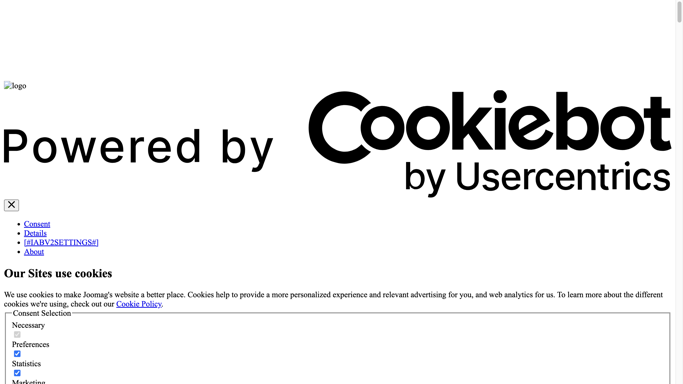 logo
Powered by Cookiebot
by Usercentrics
Consent
Details
[#IABV2SETTINGS#]
About
Our Sites use cookies
We use cookies to make Joomag's website a better place. Cookies help to provide a more personalized experience and relevant advertising for you, and web analytics for us. To learn more about the different
cookies we're using, check out our Cookie Policy.
Consent Selection
Necessary
Preferences
Statistics
Marketing